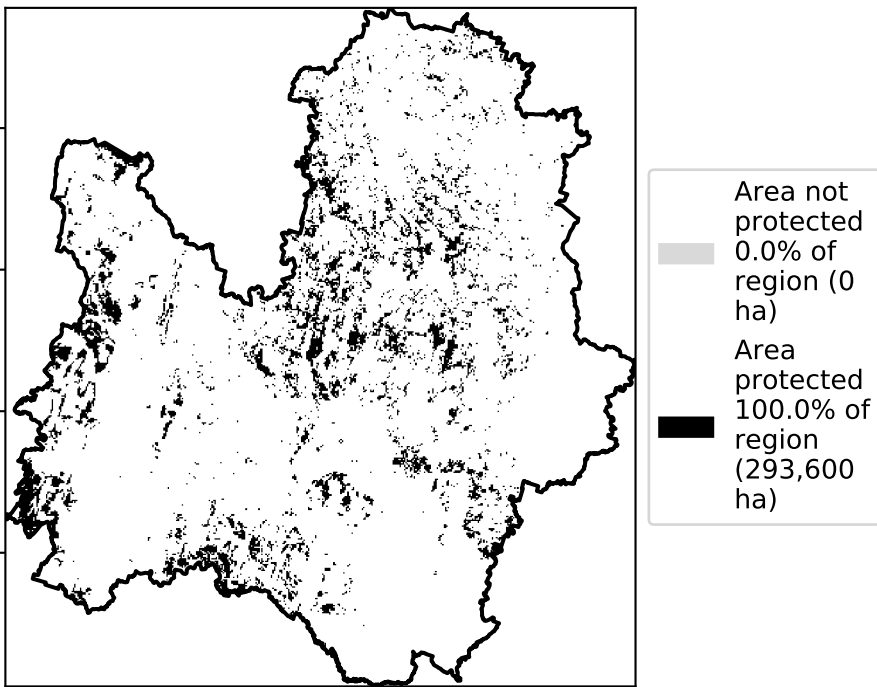 Area not
protected
0.0% of
region (0
ha)
Area
protected
100.0% of
region
(293,600
ha)